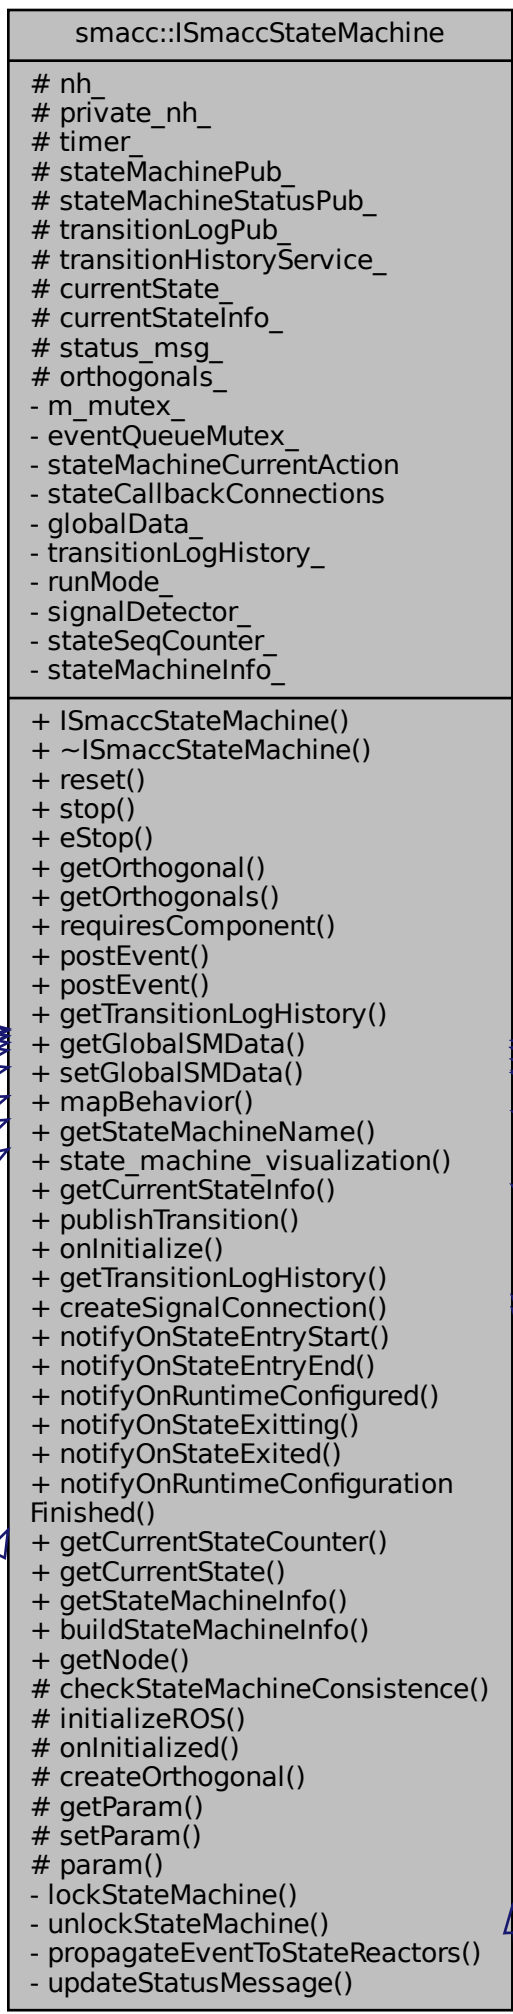 smacc::ISmaccStateMachine
# nh_
# private_nh_
# timer_
# stateMachinePub_
# stateMachineStatusPub_
# transitionLogPub_
# transitionHistoryService_
# currentState_
# currentStateInfo_
# status_msg_
# orthogonals_
- m_mutex_
- eventQueueMutex_
- stateMachineCurrentAction
- stateCallbackConnections
- globalData_
- transitionLogHistory_
- runMode_
- signalDetector_
- stateSeqCounter_
- stateMachineInfo_
+ ISmaccStateMachine()
+ ~ISmaccStateMachine()
+ reset()
+ stop()
+ eStop()
+ getOrthogonal()
+ getOrthogonals()
+ requiresComponent()
+ postEvent()
+ postEvent()
+ getTransitionLogHistory()
+ getGlobalSMData()
+ setGlobalSMData()
+ mapBehavior()
+ getStateMachineName()
+ state_machine_visualization()
+ getCurrentStateInfo()
+ publishTransition()
+ onInitialize()
+ getTransitionLogHistory()
+ createSignalConnection()
+ notifyOnStateEntryStart()
+ notifyOnStateEntryEnd()
+ notifyOnRuntimeConfigured()
+ notifyOnStateExitting()
+ notifyOnStateExited()
+ notifyOnRuntimeConfiguration
Finished()
+ getCurrentStateCounter()
+ getCurrentState()
+ getStateMachineInfo()
+ buildStateMachineInfo()
+ getNode()
# checkStateMachineConsistence()
# initializeROS()
# onInitialized()
# createOrthogonal()
# getParam()
# setParam()
# param()
- lockStateMachine()
- unlockStateMachine()
- propagateEventToStateReactors()
- updateStatusMessage()